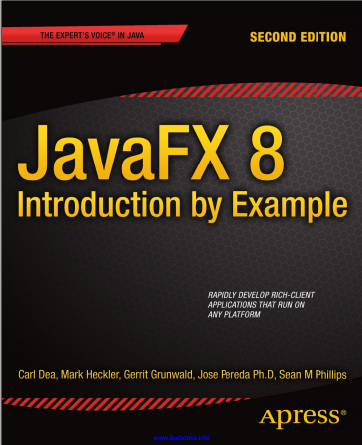 THE EXPERT'S VOICE® IN JAVA
SECOND EDITION
JavaFX 8
Introduction by Example
RAPIDLY DEVELOP RICH-CLIENT
APPLICATIONS THAT RUN ON
ANY PLATFORM
Carl Dea, Mark Heckler, Gerrit Grunwald, José Pereda Ph.D, Sean M Phillips
Apress®